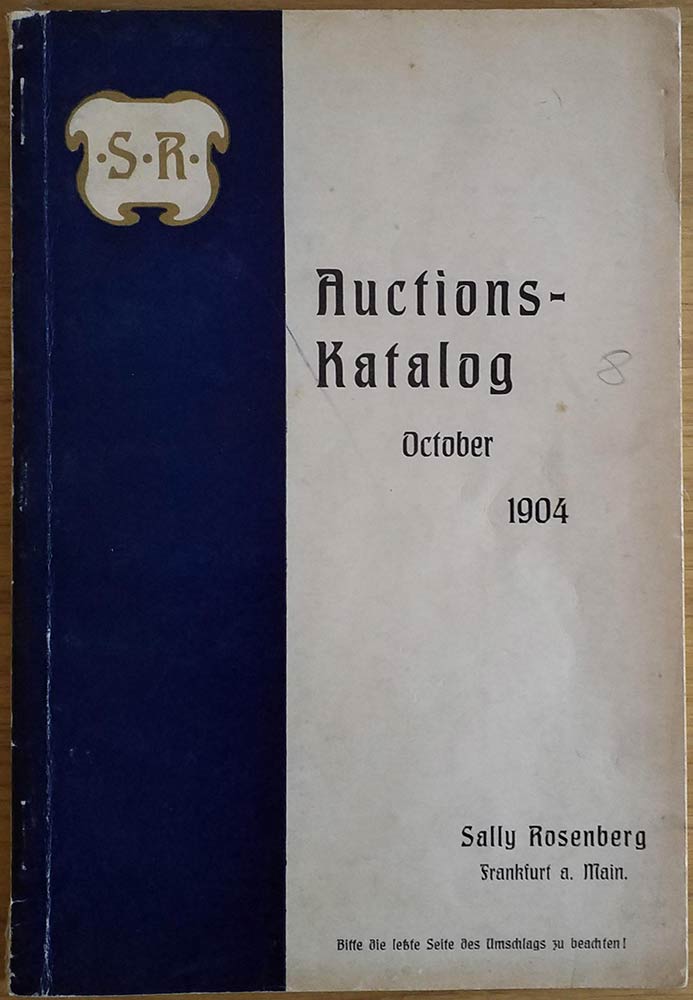 ·S·R·
Auctions-
Katalog
8
October
1904
Sally Rosenberg
Frankfurt a. Main.
Bitte die letzte Seite des Umschlags zu beachten!